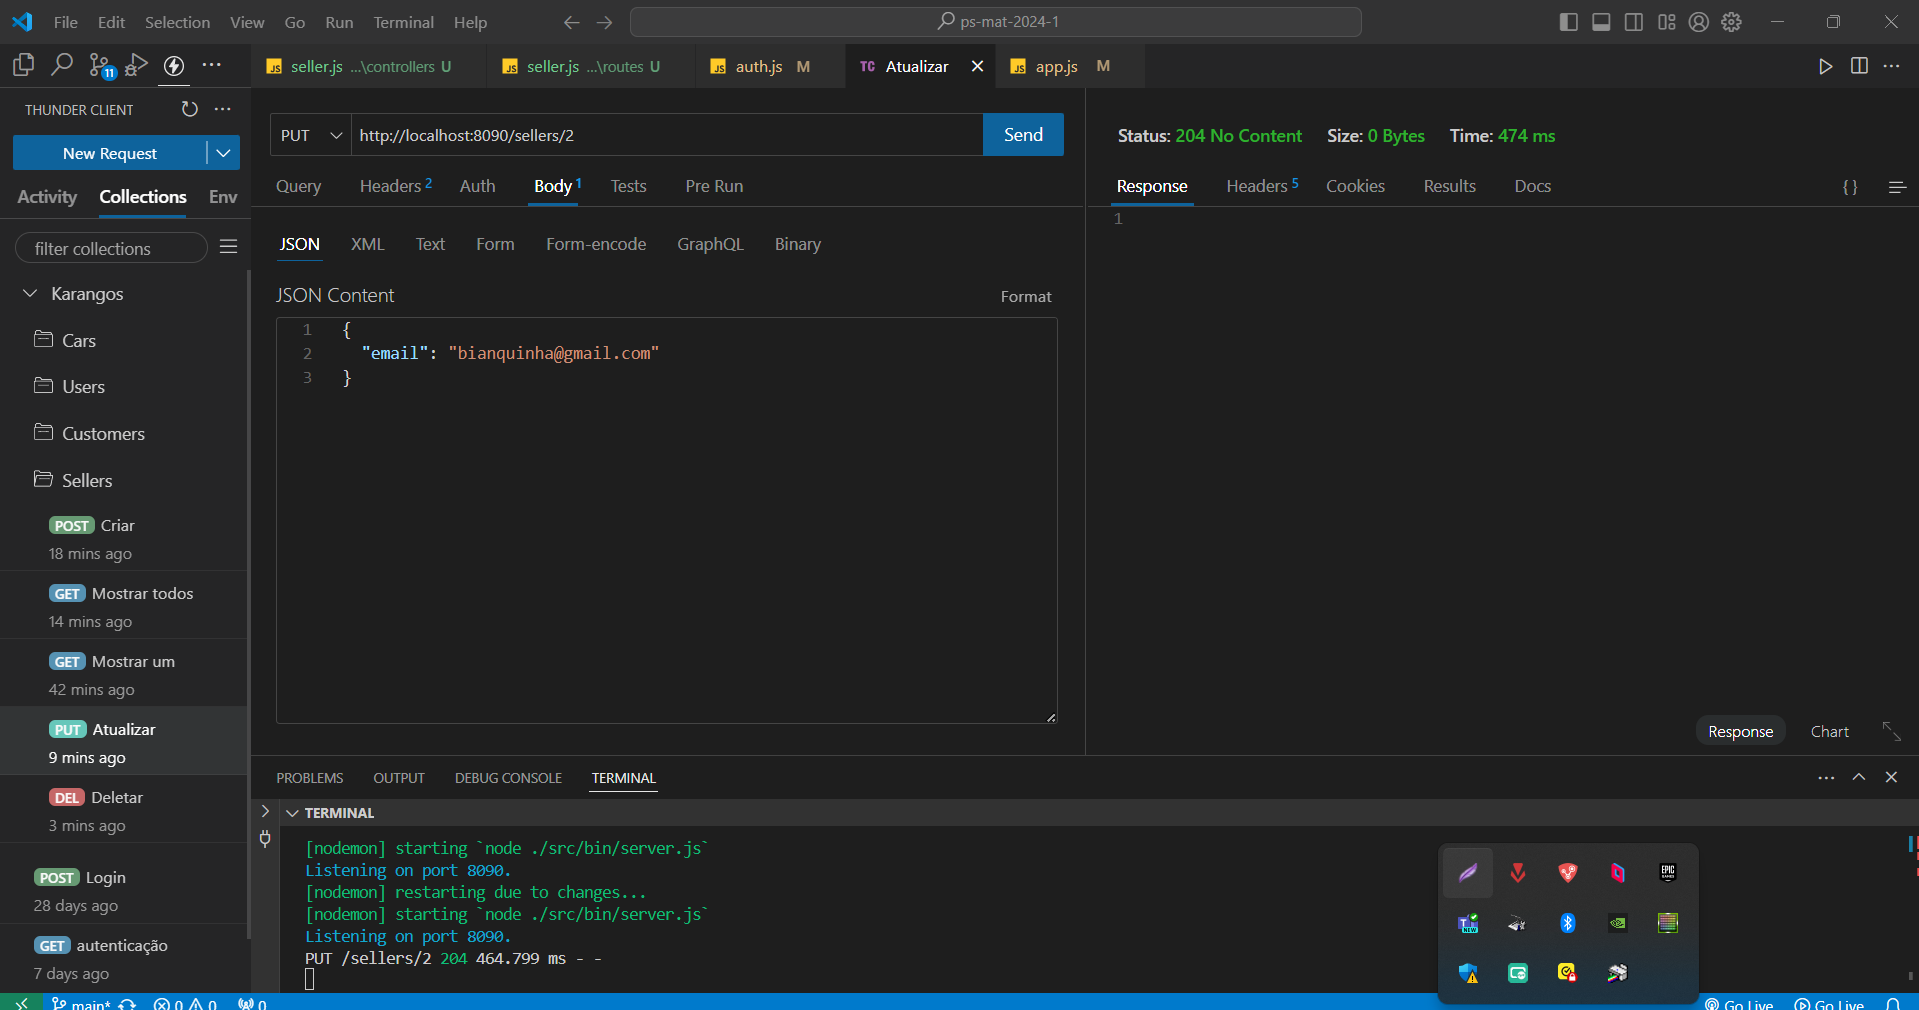 File Edit Selection View Go Run Terminal Help
ps-mat-2024-1
11
seller.js ...\controllers U
seller.js ...\routes U
auth.js M
TC Atualizar
app.js M
THUNDER CLIENT
New Request
Activity Collections Env
filter collections
Karangos
Cars
Users
Customers
Sellers
POST Criar
18 mins ago
GET Mostrar todos
14 mins ago
GET Mostrar um
42 mins ago
PUT Atualizar
9 mins ago
DEL Deletar
3 mins ago
POST Login
28 days ago
GET autenticação
7 days ago
PUT http://localhost:8090/sellers/2 Send
Query Headers 2 Auth Body 1 Tests Pre Run
JSON XML Text Form Form-encode GraphQL Binary
JSON Content Format
1 {
2 "email": "bianquinha@gmail.com"
3 }
Status: 204 No Content Size: 0 Bytes Time: 474 ms
Response Headers 5 Cookies Results Docs { }
1
Response Chart
PROBLEMS OUTPUT DEBUG CONSOLE TERMINAL
TERMINAL
[nodemon] starting `node ./src/bin/server.js`
Listening on port 8090.
[nodemon] restarting due to changes...
[nodemon] starting `node ./src/bin/server.js`
Listening on port 8090.
PUT /sellers/2 204 464.799 ms - -
EPIC GAMES
NEW
main* 0 0 0 Go Live Go Live